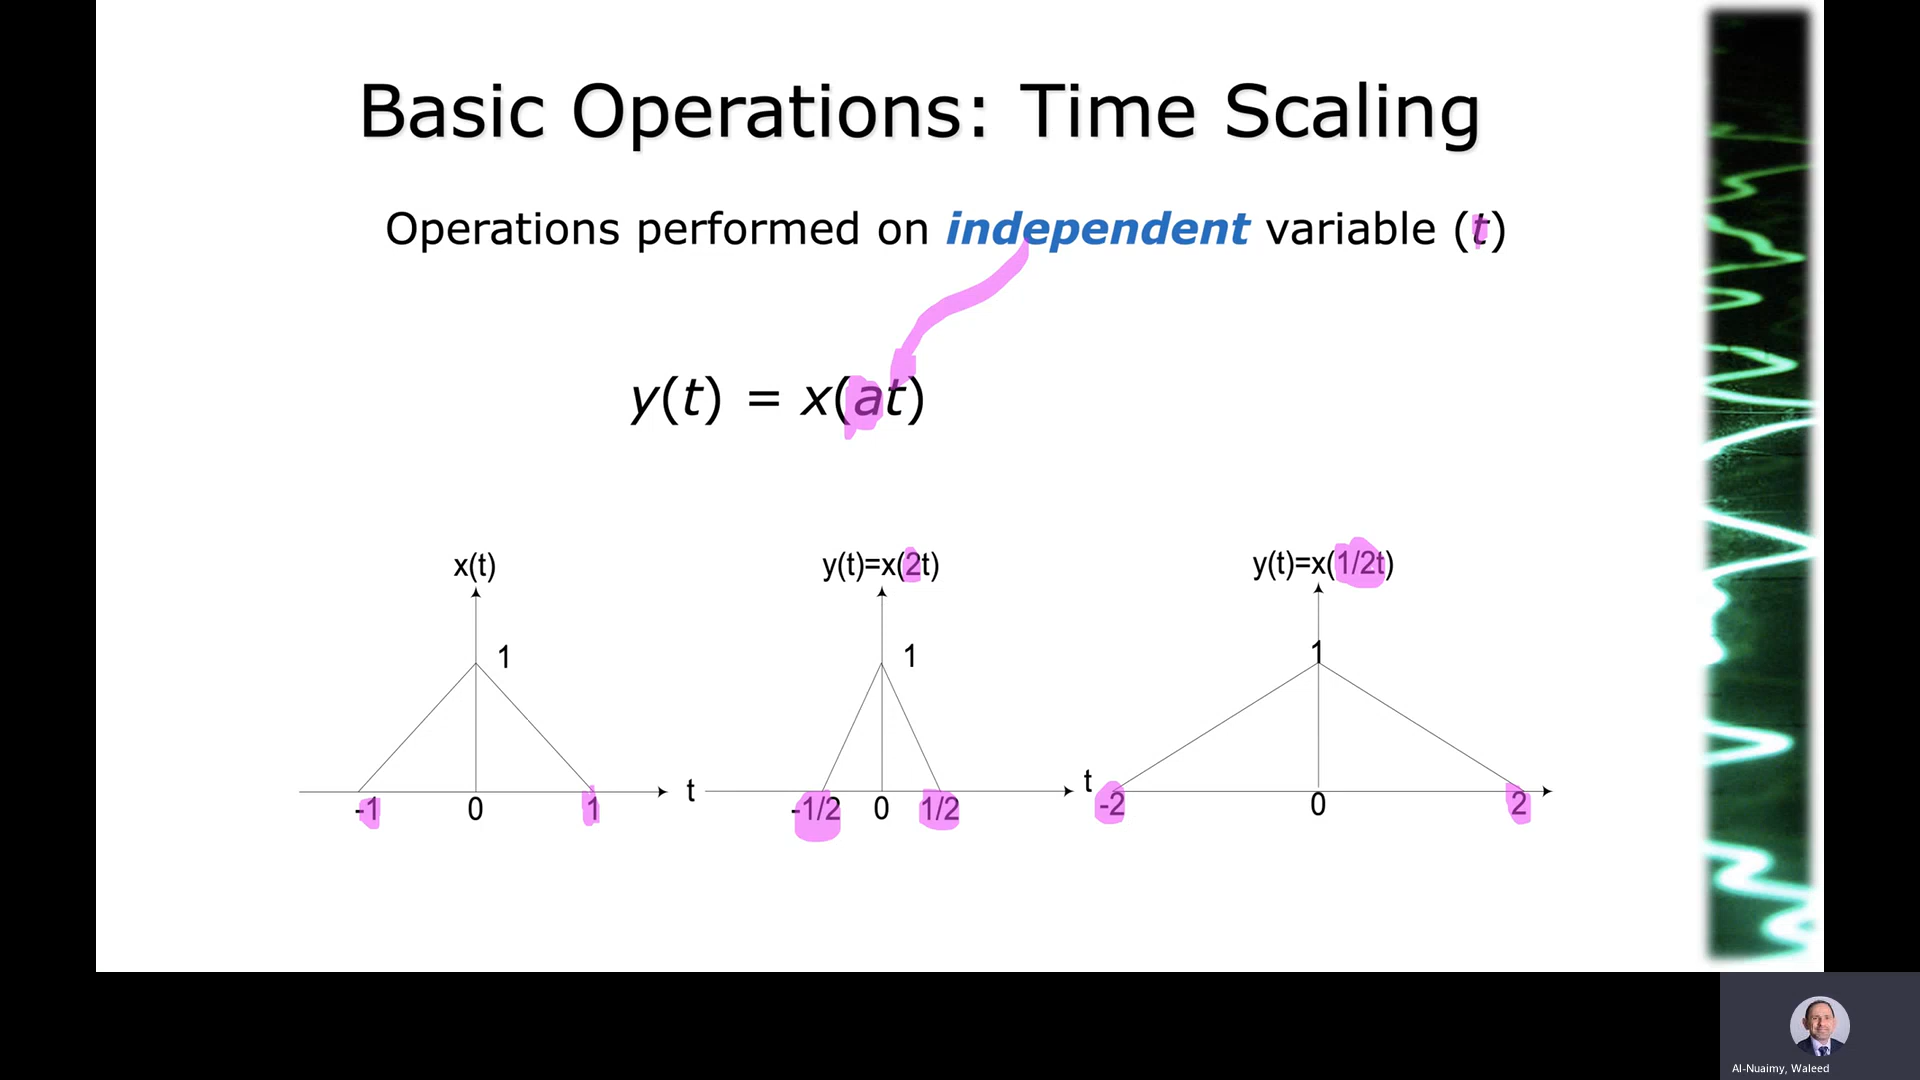 Basic Operations: Time Scaling
Operations performed on independent variable (t)
y(t) = x(at)
x(t)
1
-1 0 1
t
y(t)=x(2t)
1
-1/2 0 1/2
t
y(t)=x(1/2t)
1
-2 0 2
Al-Nuaimy, Waleed